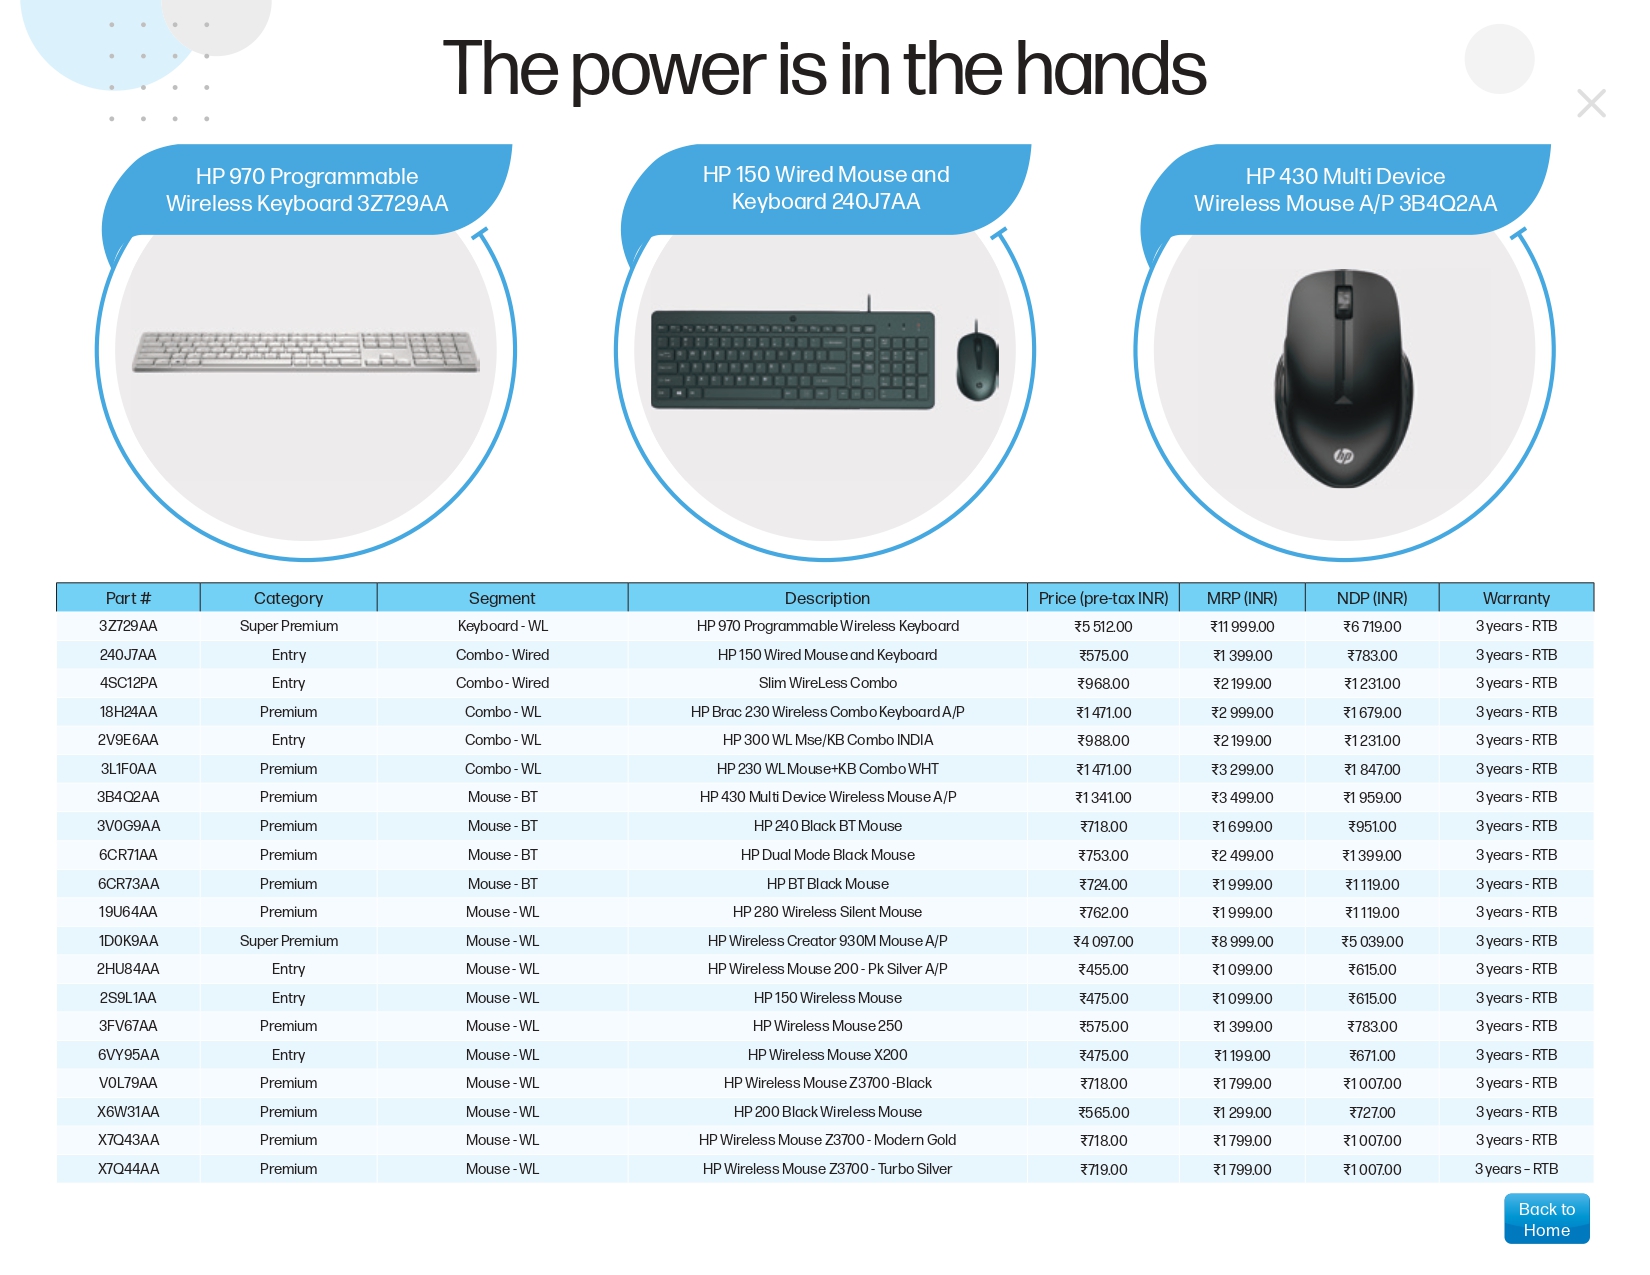 The power is in the hands
HP 970 Programmable
Wireless Keyboard 3Z729AA
HP 150 Wired Mouse and
Keyboard 240J7AA
HP 430 Multi Device
Wireless Mouse A/P 3B4Q2AA
hp
Part # Category Segment Description Price (pre-tax INR) MRP (INR) NDP (INR) Warranty
3Z729AA Super Premium Keyboard - WL HP 970 Programmable Wireless Keyboard ₹5 512.00 ₹11 999.00 ₹6 719.00 3 years - RTB
240J7AA Entry Combo - Wired HP 150 Wired Mouse and Keyboard ₹575.00 ₹1 399.00 ₹783.00 3 years - RTB
4SC12PA Entry Combo - Wired Slim WireLess Combo ₹968.00 ₹2 199.00 ₹1 231.00 3 years - RTB
18H24AA Premium Combo - WL HP Brac 230 Wireless Combo Keyboard A/P ₹1 471.00 ₹2 999.00 ₹1 679.00 3 years - RTB
2V9E6AA Entry Combo - WL HP 300 WL Mse/KB Combo INDIA ₹988.00 ₹2 199.00 ₹1 231.00 3 years - RTB
3L1F0AA Premium Combo - WL HP 230 WL Mouse+KB Combo WHT ₹1 471.00 ₹3 299.00 ₹1 847.00 3 years - RTB
3B4Q2AA Premium Mouse - BT HP 430 Multi Device Wireless Mouse A/P ₹1 341.00 ₹3 499.00 ₹1 959.00 3 years - RTB
3V0G9AA Premium Mouse - BT HP 240 Black BT Mouse ₹718.00 ₹1 699.00 ₹951.00 3 years - RTB
6CR71AA Premium Mouse - BT HP Dual Mode Black Mouse ₹753.00 ₹2 499.00 ₹1 399.00 3 years - RTB
6CR73AA Premium Mouse - BT HP BT Black Mouse ₹724.00 ₹1 999.00 ₹1 119.00 3 years - RTB
19U64AA Premium Mouse - WL HP 280 Wireless Silent Mouse ₹762.00 ₹1 999.00 ₹1 119.00 3 years - RTB
1D0K9AA Super Premium Mouse - WL HP Wireless Creator 930M Mouse A/P ₹4 097.00 ₹8 999.00 ₹5 039.00 3 years - RTB
2HU84AA Entry Mouse - WL HP Wireless Mouse 200 - Pk Silver A/P ₹455.00 ₹1 099.00 ₹615.00 3 years - RTB
2S9L1AA Entry Mouse - WL HP 150 Wireless Mouse ₹475.00 ₹1 099.00 ₹615.00 3 years - RTB
3FV67AA Premium Mouse - WL HP Wireless Mouse 250 ₹575.00 ₹1 399.00 ₹783.00 3 years - RTB
6VY95AA Entry Mouse - WL HP Wireless Mouse X200 ₹475.00 ₹1 199.00 ₹671.00 3 years - RTB
V0L79AA Premium Mouse - WL HP Wireless Mouse Z3700 -Black ₹718.00 ₹1 799.00 ₹1 007.00 3 years - RTB
X6W31AA Premium Mouse - WL HP 200 Black Wireless Mouse ₹565.00 ₹1 299.00 ₹727.00 3 years - RTB
X7Q43AA Premium Mouse - WL HP Wireless Mouse Z3700 - Modern Gold ₹718.00 ₹1 799.00 ₹1 007.00 3 years - RTB
X7Q44AA Premium Mouse - WL HP Wireless Mouse Z3700 - Turbo Silver ₹719.00 ₹1 799.00 ₹1 007.00 3 years – RTB
Back to
Home